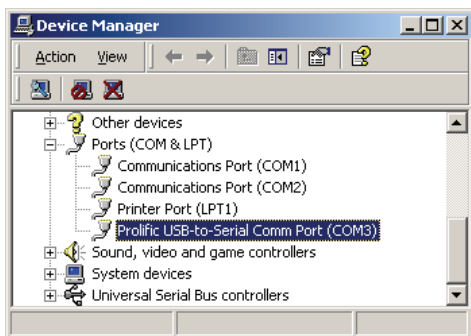 Device Manager
Action View
Other devices
Ports (COM & LPT)
Communications Port (COM1)
Communications Port (COM2)
Printer Port (LPT1)
Prolific USB-to-Serial Comm Port (COM3)
Sound, video and game controllers
System devices
Universal Serial Bus controllers